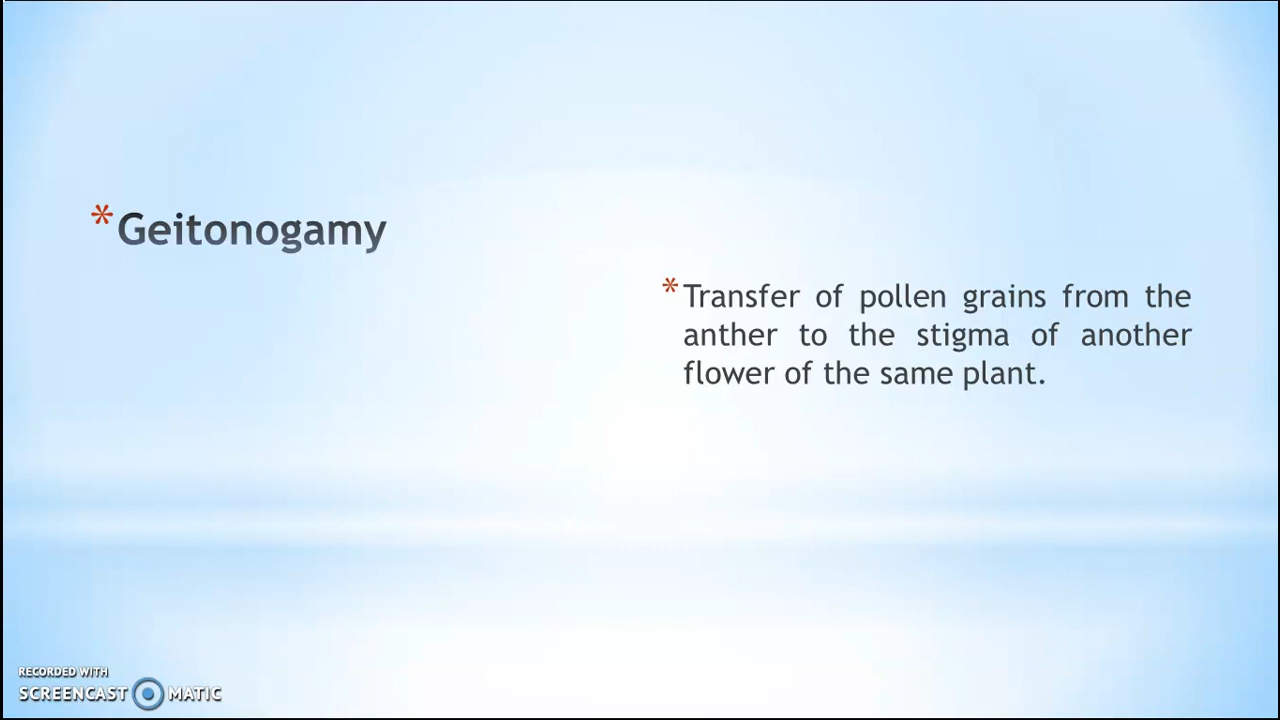 *Geitonogamy
*Transfer of pollen grains from the
anther to the stigma of another
flower of the same plant.
RECORDED WITH
SCREENCAST MATIC